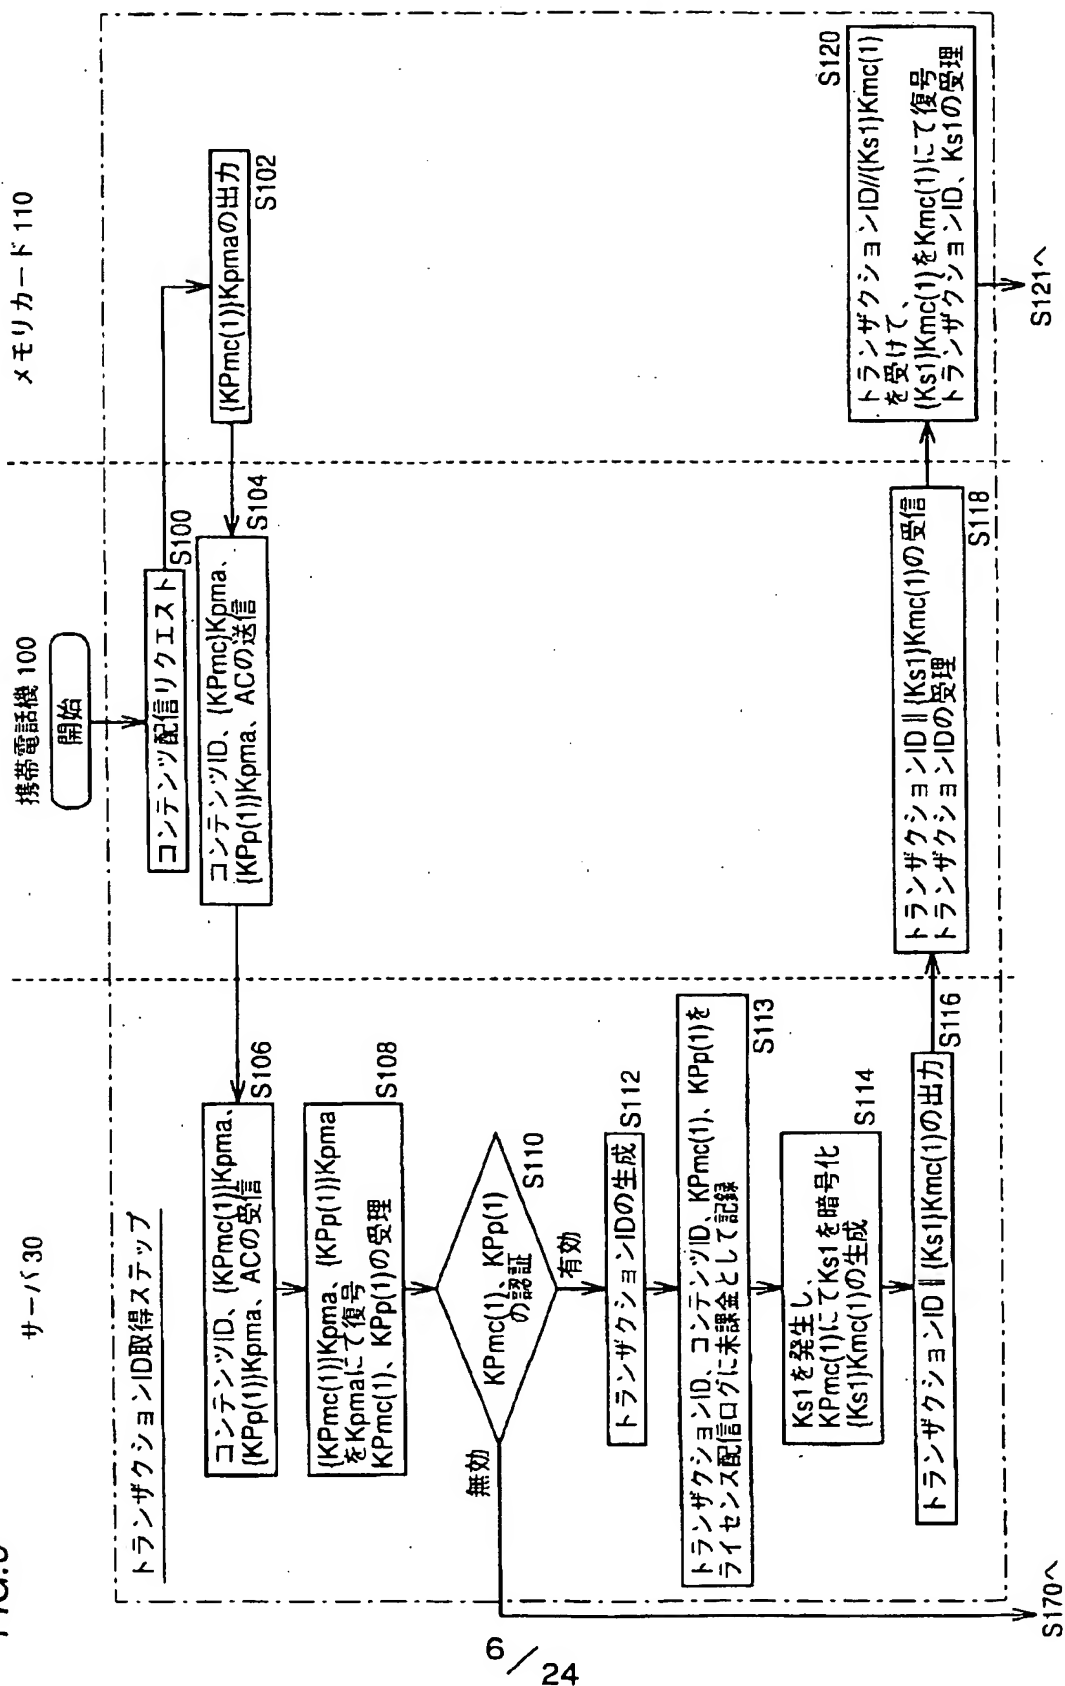 サーバ 30
携帯電話機 100
メモリカード 110
トランザクションID取得ステップ
開始
コンテンツ配信リクエスト
S100
{KPmc(1)}Kpmaの出力
S102
コンテンツID、{KPmc}Kpma、
{KPp(1)}Kpma、ACの送信
S104
コンテンツID、{KPmc(1)}Kpma、
{KPp(1)}Kpma、ACの受信
S106
{KPmc(1)}Kpma、{KPp(1)}Kpma
をKpmaにて復号
KPmc(1)、KPp(1)の受理
S108
KPmc(1)、KPp(1)
の認証
S110
無効
有効
トランザクションIDの生成
S112
トランザクションID、コンテンツID、KPmc(1)、KPp(1)を
ライセンス配信ログに未課金として記録
S113
Ks1を発生し、
KPmc(1)にてKs1を暗号化
{Ks1}Kmc(1)の生成
S114
トランザクションID || {Ks1}Kmc(1)の出力
S116
トランザクションID || {Ks1}Kmc(1)の受信
トランザクションIDの受理
S118
S120
トランザクションID//{Ks1}Kmc(1)
を受けて、
{Ks1}Kmc(1)をKmc(1)にて復号
トランザクションID、Ks1の受理
S170へ
S121へ
6/24